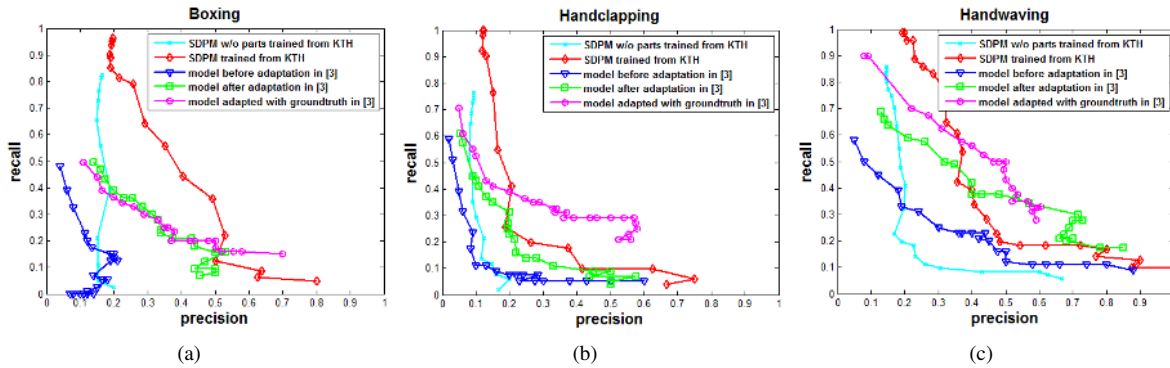 Boxing
SDPM w/o parts trained from KTH
SDPM trained from KTH
model before adaptation in [3]
model after adaptation in [3]
model adapted with groundtruth in [3]
1
0.9
0.8
0.7
0.6
0.5
0.4
0.3
0.2
0.1
0
recall
0 0.1 0.2 0.3 0.4 0.5 0.6 0.7 0.8 0.9 1
precision
(a)
Handclapping
SDPM w/o parts trained from KTH
SDPM trained from KTH
model before adaptation in [3]
model after adaptation in [3]
model adapted with groundtruth in [3]
1
0.9
0.8
0.7
0.6
0.5
0.4
0.3
0.2
0.1
0
recall
0 0.1 0.2 0.3 0.4 0.5 0.6 0.7 0.8 0.9 1
precision
(b)
Handwaving
SDPM w/o parts trained from KTH
SDPM trained from KTH
model before adaptation in [3]
model after adaptation in [3]
model adapted with groundtruth in [3]
1
0.9
0.8
0.7
0.6
0.5
0.4
0.3
0.2
0.1
0
recall
0 0.1 0.2 0.3 0.4 0.5 0.6 0.7 0.8 0.9 1
precision
(c)